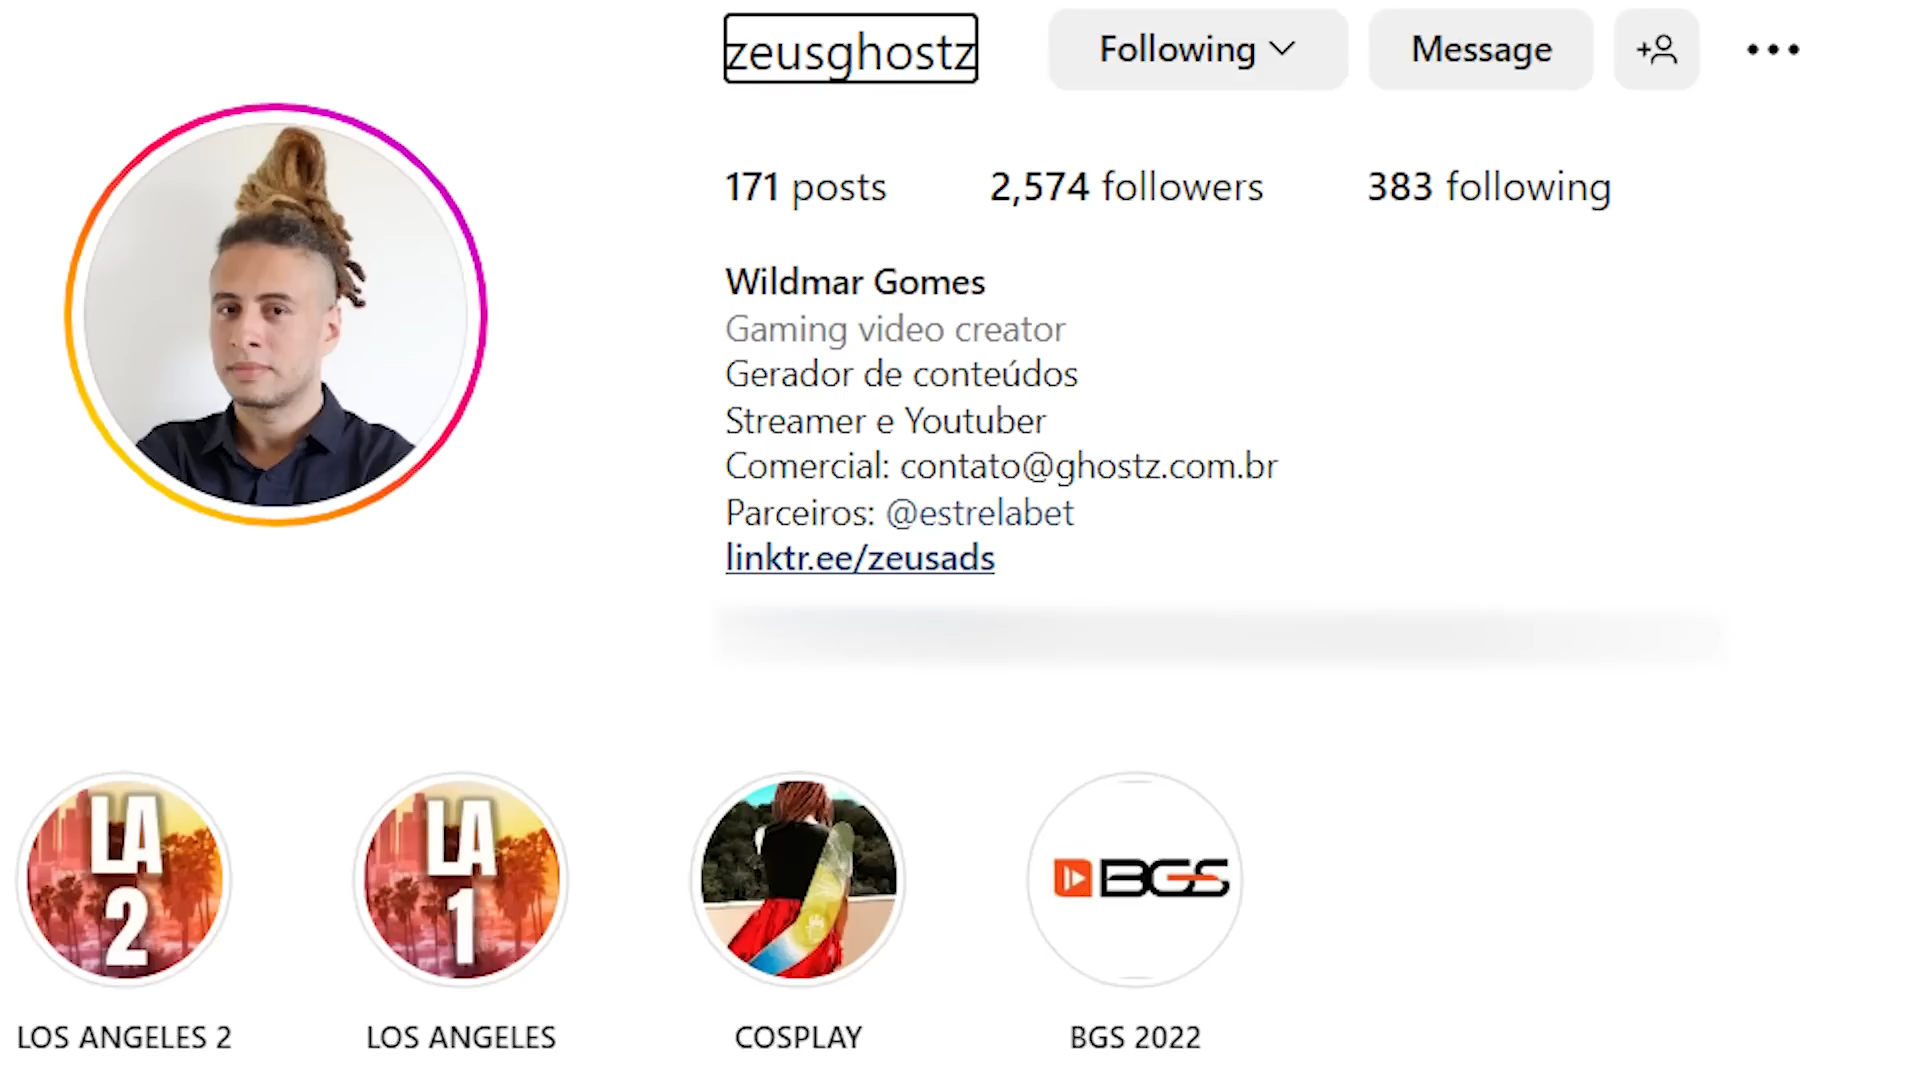 zeusghostz
Following
Message
171 posts
2,574 followers
383 following
Wildmar Gomes
Gaming video creator
Gerador de conteúdos
Streamer e Youtuber
Comercial: contato@ghostz.com.br
Parceiros: @estrelabet
linktr.ee/zeusads
LA
2
LA
1
BGS
LOS ANGELES 2
LOS ANGELES
COSPLAY
BGS 2022